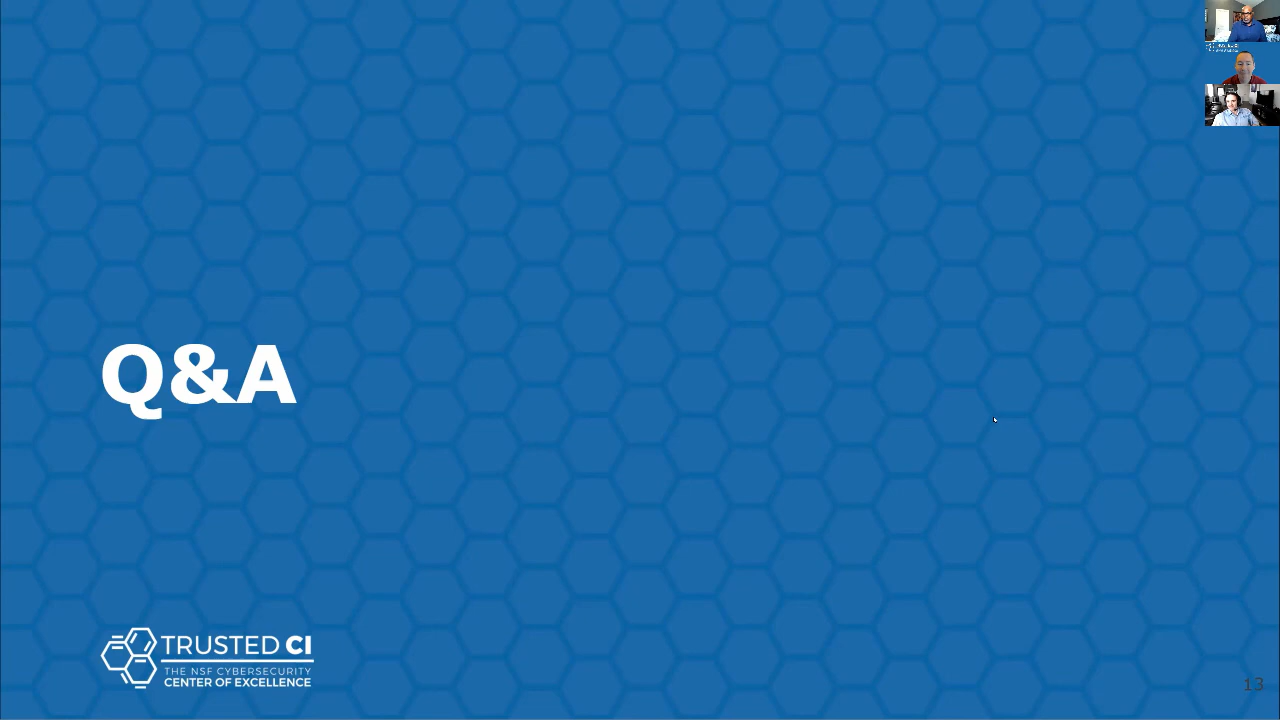 Q&A
TRUSTED CI
THE NSF CYBERSECURITY
CENTER OF EXCELLENCE
13